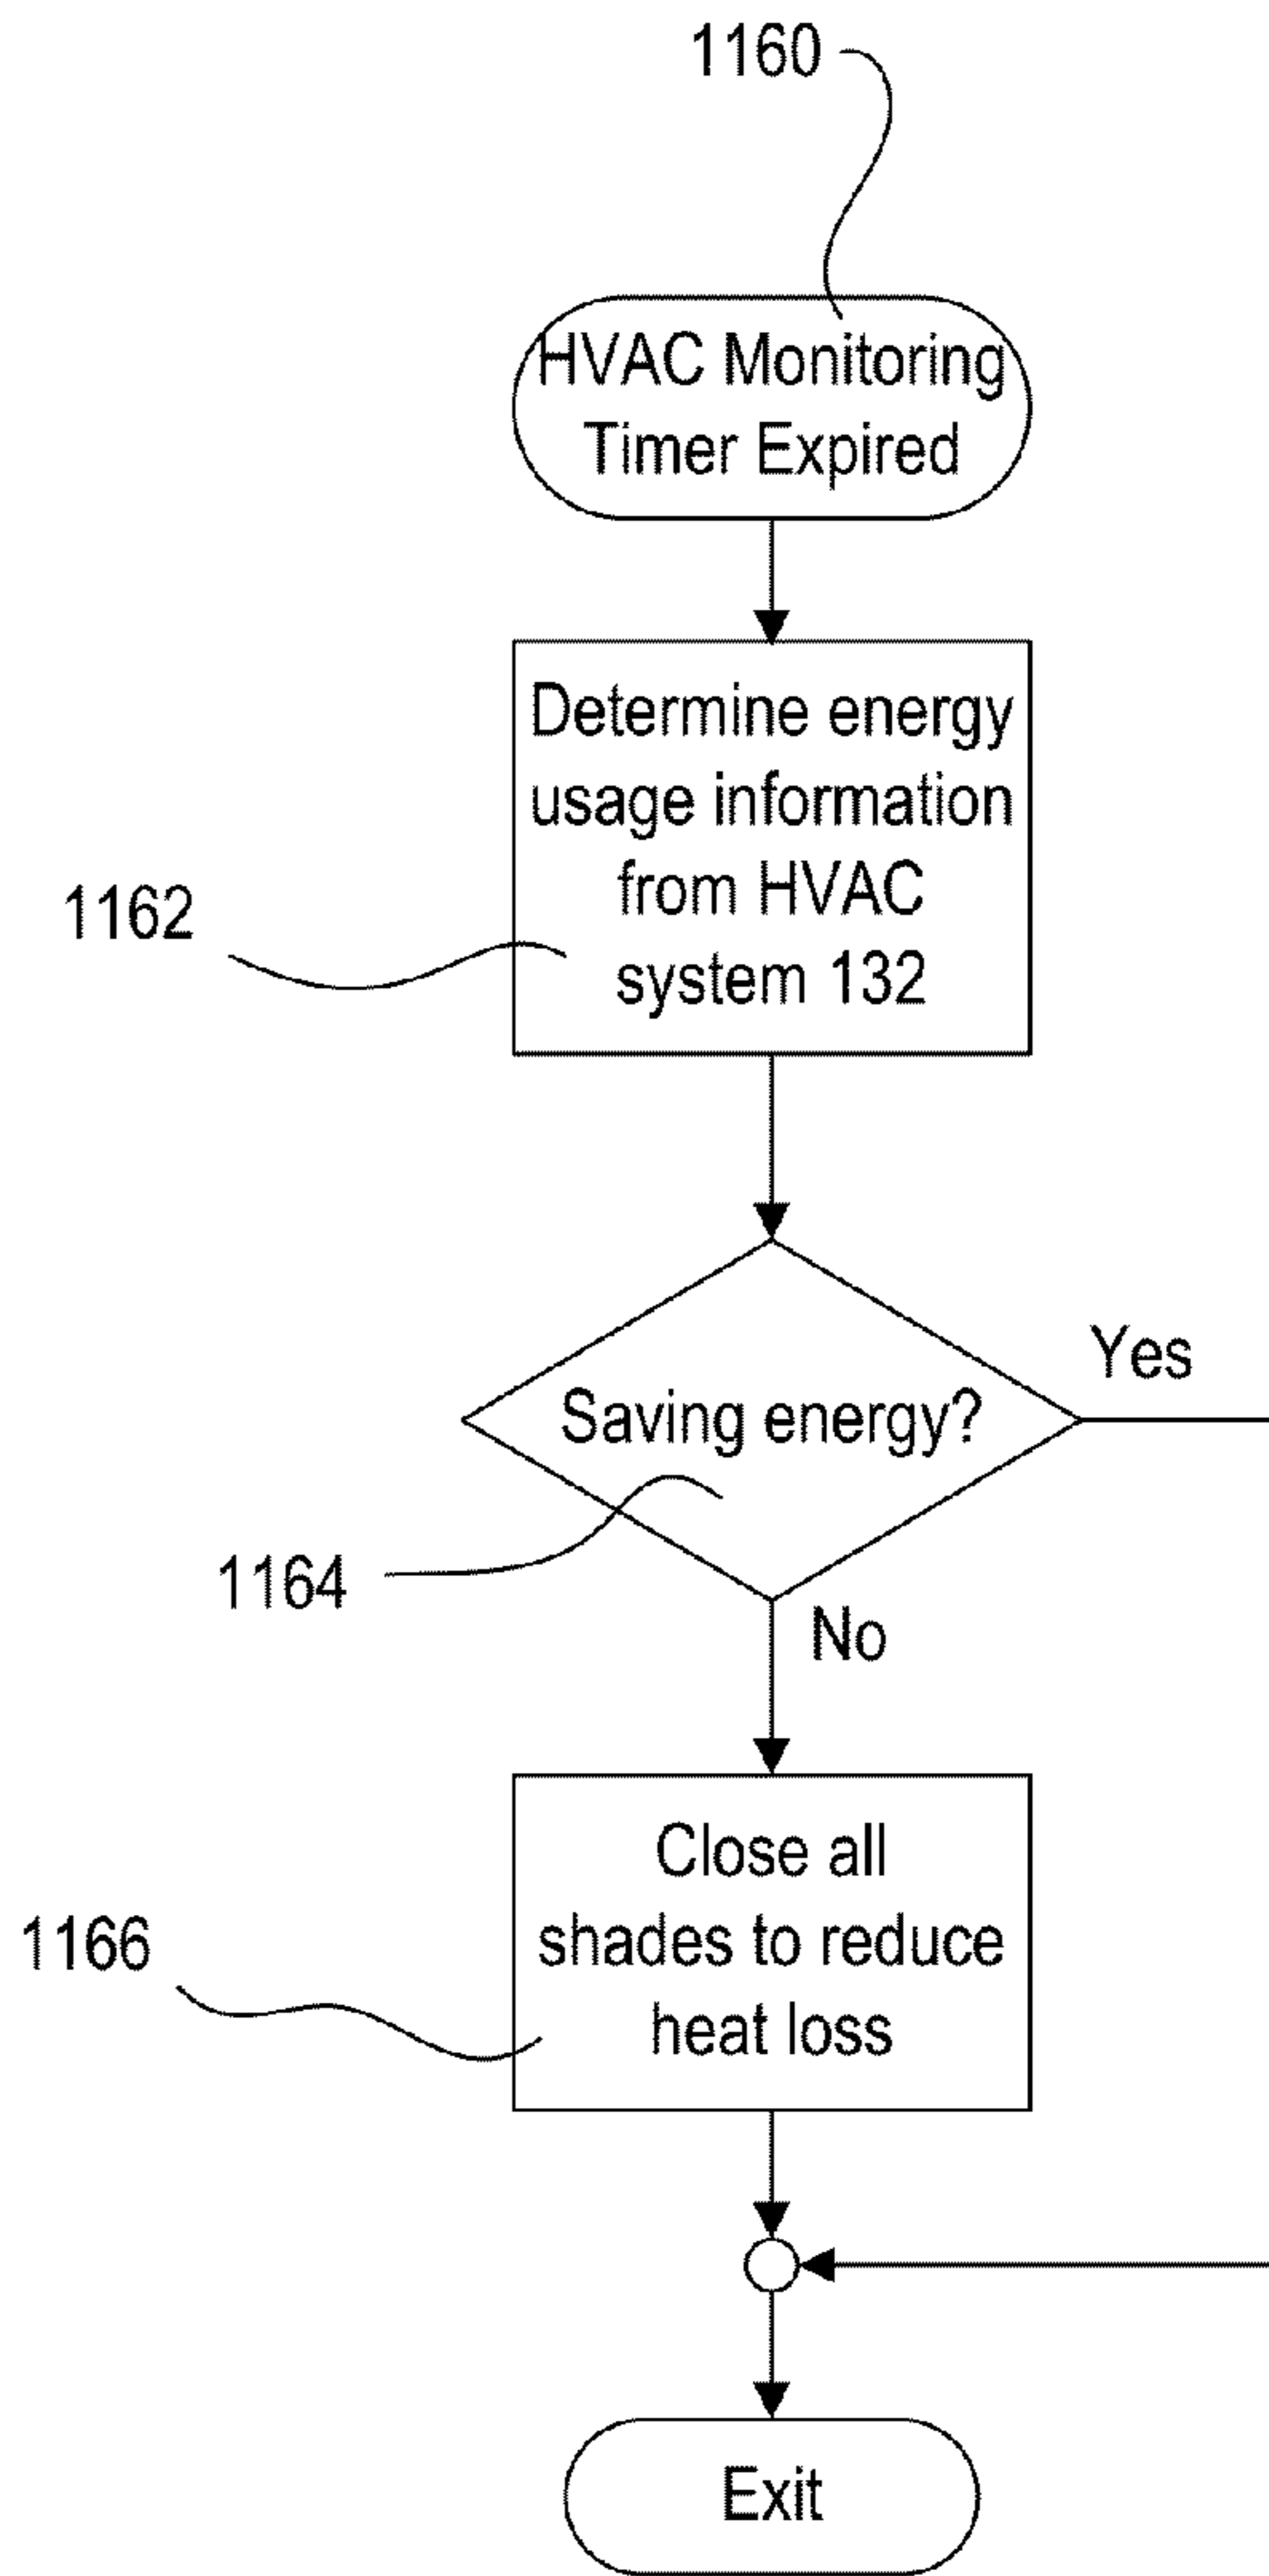 1160
HVAC Monitoring
Timer Expired
Determine energy
usage information
from HVAC
system 132
1162
Yes
Saving energy?
1164
No
Close all
shades to reduce
heat loss
1166
Exit